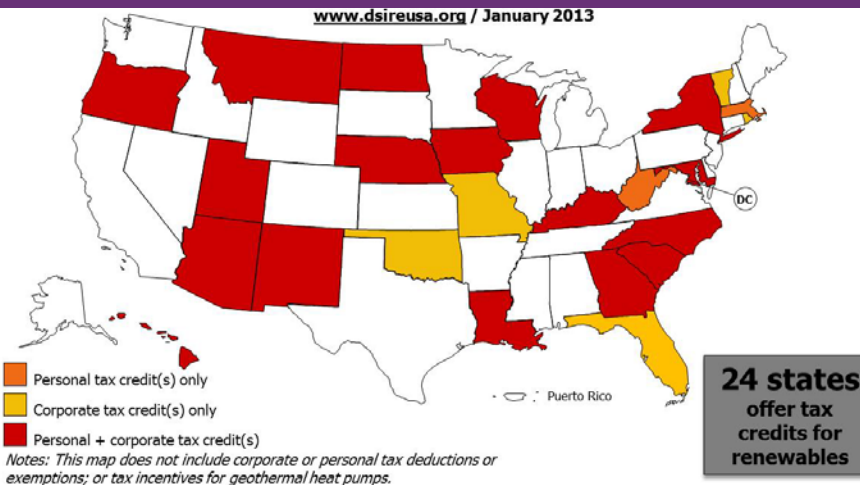 www.dsireusa.org / January 2013
DC
Puerto Rico
Personal tax credit(s) only
Corporate tax credit(s) only
Personal + corporate tax credit(s)
24 states
offer tax
credits for
renewables
Notes: This map does not include corporate or personal tax deductions or
exemptions; or tax incentives for geothermal heat pumps.